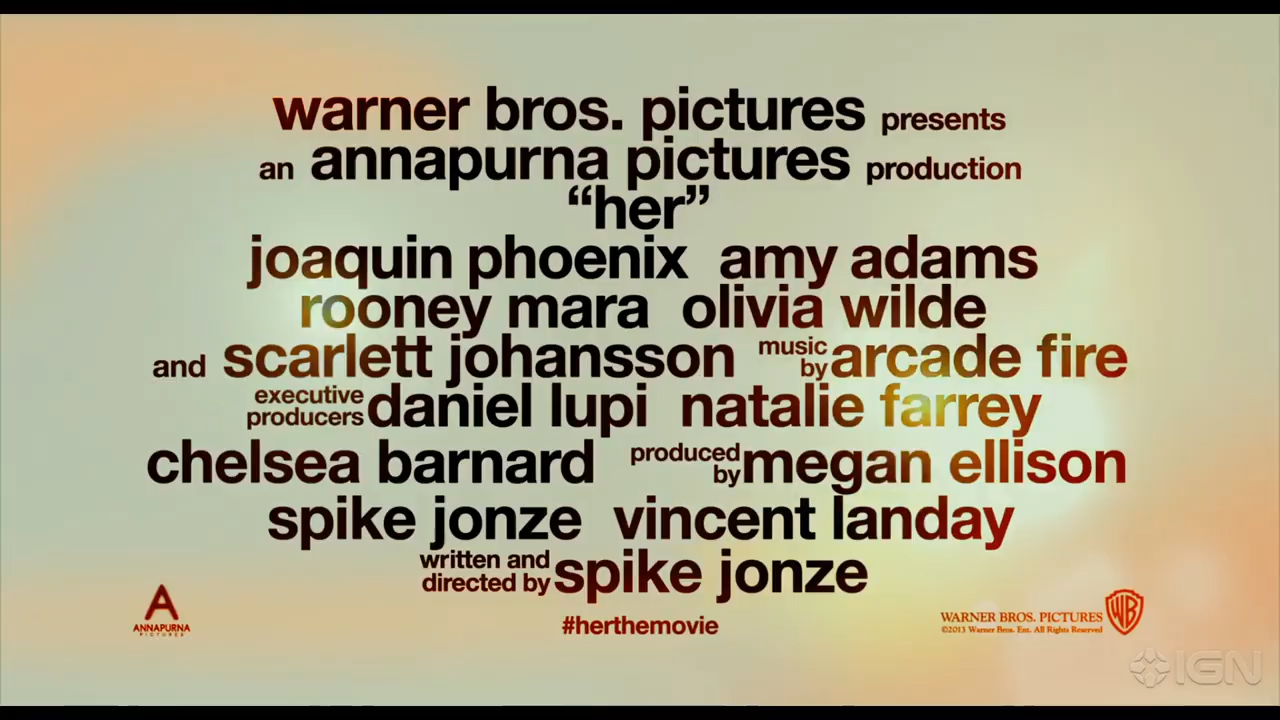 warner bros. pictures presents
an annapurna pictures production
“her”
joaquin phoenix amy adams
rooney mara olivia wilde
and scarlett johansson music by arcade fire
executive producers daniel lupi natalie farrey
chelsea barnard produced by megan ellison
spike jonze vincent landay
written and directed by spike jonze
#herthemovie
ANNAPURNA
PICTURES
WARNER BROS. PICTURES
©2013 Warner Bros. Ent. All Rights Reserved
WB
IGN